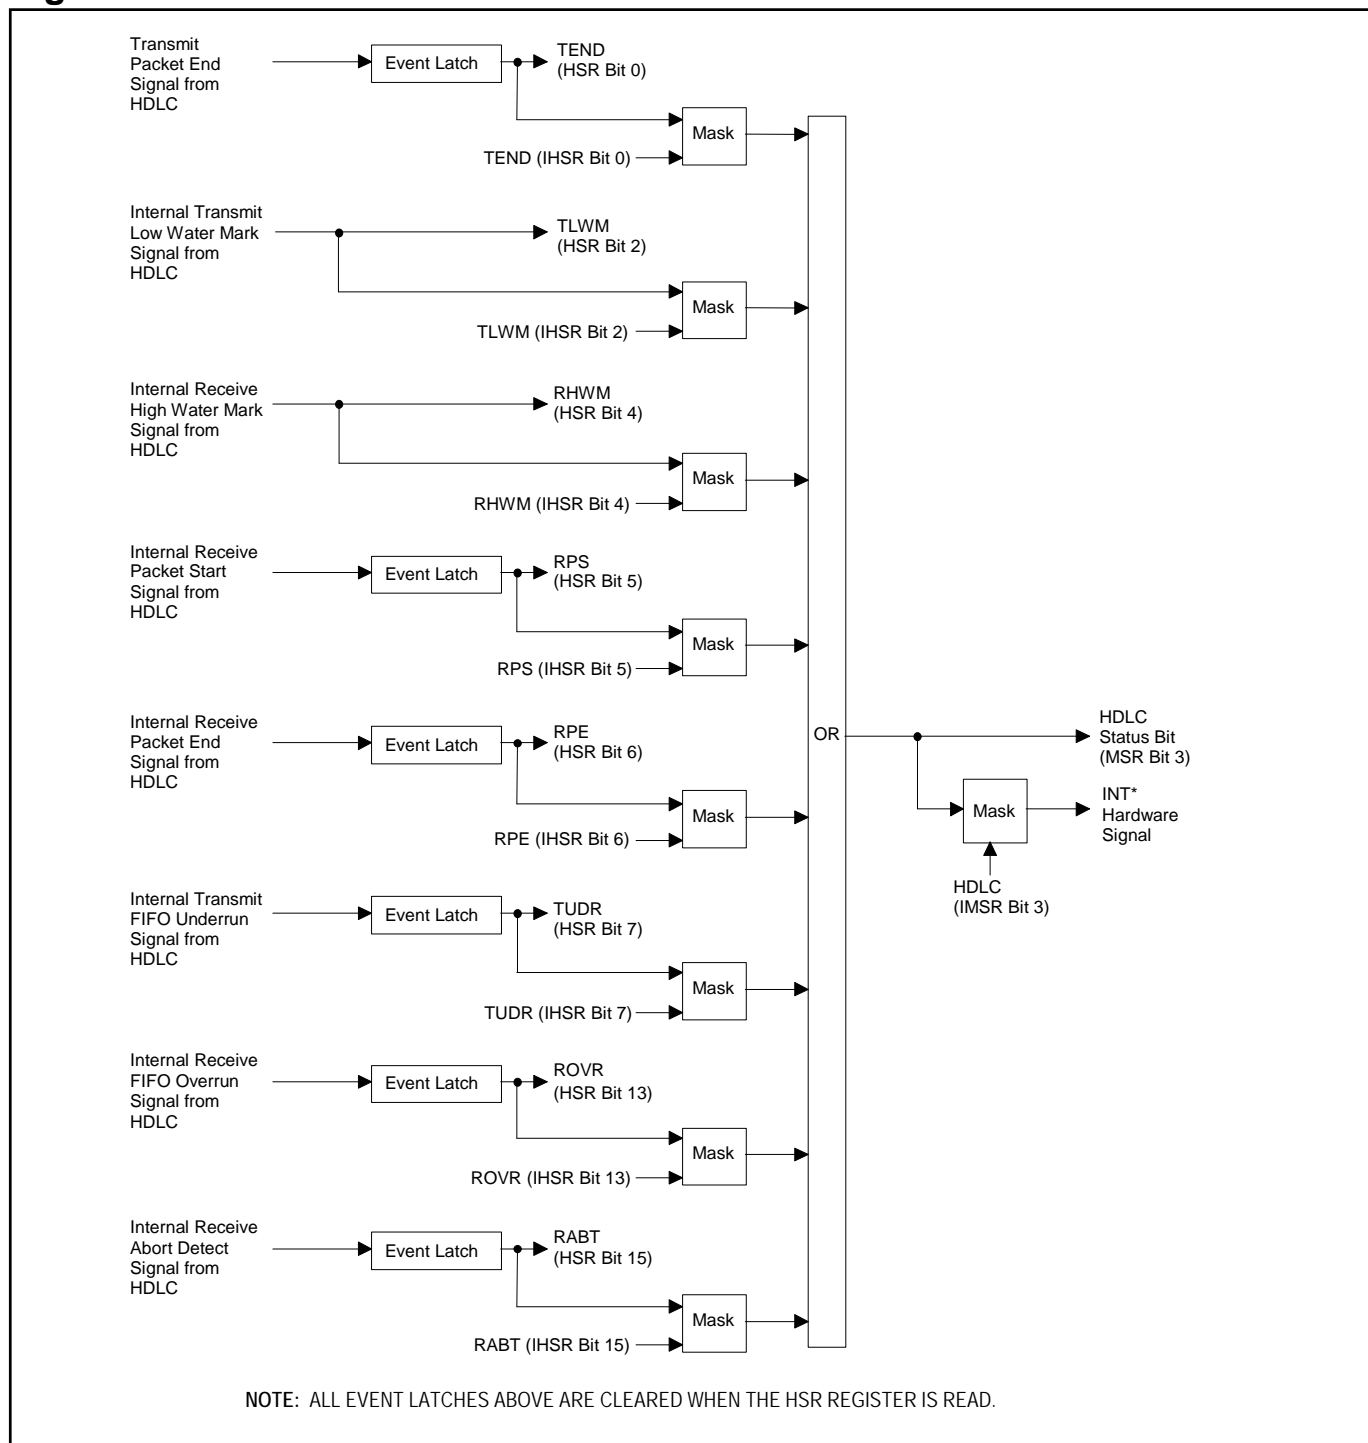 Transmit
Packet End
Signal from
HDLC
Event Latch
TEND
(HSR Bit 0)
Mask
TEND (IHSR Bit 0)
Internal Transmit
Low Water Mark
Signal from
HDLC
TLWM
(HSR Bit 2)
Mask
TLWM (IHSR Bit 2)
Internal Receive
High Water Mark
Signal from
HDLC
RHWM
(HSR Bit 4)
Mask
RHWM (IHSR Bit 4)
Internal Receive
Packet Start
Signal from
HDLC
Event Latch
RPS
(HSR Bit 5)
Mask
RPS (IHSR Bit 5)
Internal Receive
Packet End
Signal from
HDLC
Event Latch
RPE
(HSR Bit 6)
Mask
RPE (IHSR Bit 6)
OR
HDLC
Status Bit
(MSR Bit 3)
Mask
INT*
Hardware
Signal
HDLC
(IMSR Bit 3)
Internal Transmit
FIFO Underrun
Signal from
HDLC
Event Latch
TUDR
(HSR Bit 7)
Mask
TUDR (IHSR Bit 7)
Internal Receive
FIFO Overrun
Signal from
HDLC
Event Latch
ROVR
(HSR Bit 13)
Mask
ROVR (IHSR Bit 13)
Internal Receive
Abort Detect
Signal from
HDLC
Event Latch
RABT
(HSR Bit 15)
Mask
RABT (IHSR Bit 15)
NOTE: ALL EVENT LATCHES ABOVE ARE CLEARED WHEN THE HSR REGISTER IS READ.